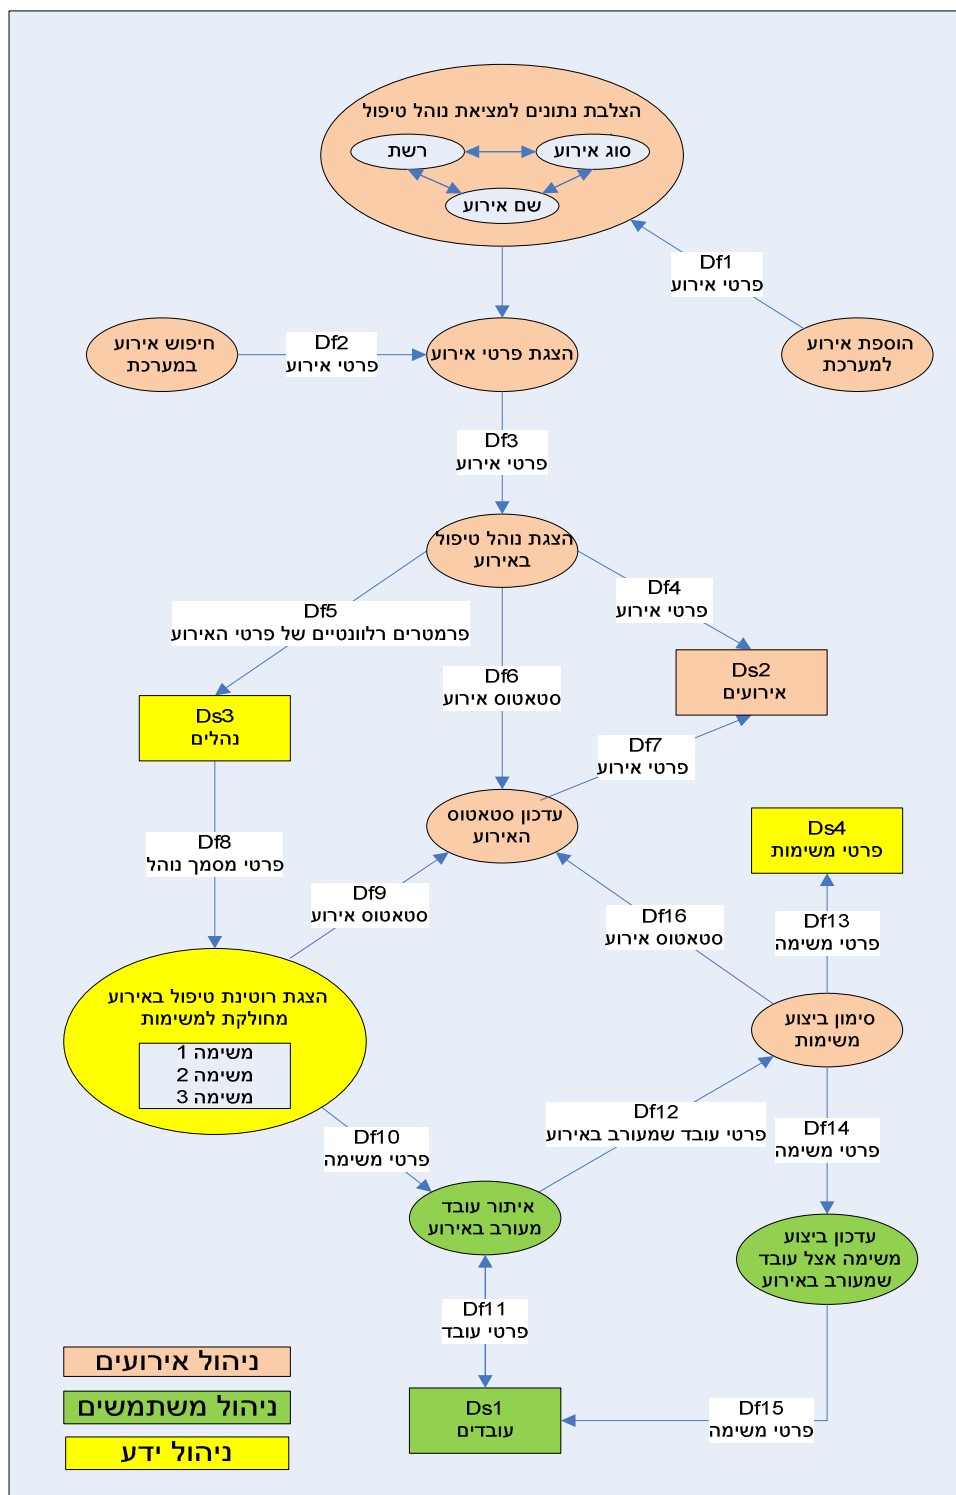 הצלבת נתונים למציאת נוהל טיפול
סוג אירוע
רשת
שם אירוע
Df1
פרטי אירוע
הוספת אירוע
למערכת
הצגת פרטי אירוע
Df2
פרטי אירוע
חיפוש אירוע
במערכת
Df3
פרטי אירוע
הצגת נוהל טיפול
באירוע
Df4
פרטי אירוע
Df5
פרמטרים רלוונטיים של פרטי האירוע
Df6
סטאטוס אירוע
Ds2
אירועים
Ds3
נהלים
Df7
פרטי אירוע
עדכון סטאטוס
האירוע
Ds4
פרטי משימות
Df8
פרטי מסמך נוהל
Df9
סטאטוס אירוע
Df16
סטאטוס אירוע
Df13
פרטי משימה
הצגת רוטינת טיפול באירוע
מחולקת למשימות
משימה 1
משימה 2
משימה 3
סימון ביצוע
משימות
Df12
פרטי עובד שמעורב באירוע
Df14
פרטי משימה
Df10
פרטי משימה
איתור עובד
מעורב באירוע
עדכון ביצוע
משימה אצל עובד
שמעורב באירוע
Df11
פרטי עובד
Ds1
עובדים
Df15
פרטי משימה
ניהול אירועים
ניהול משתמשים
ניהול ידע